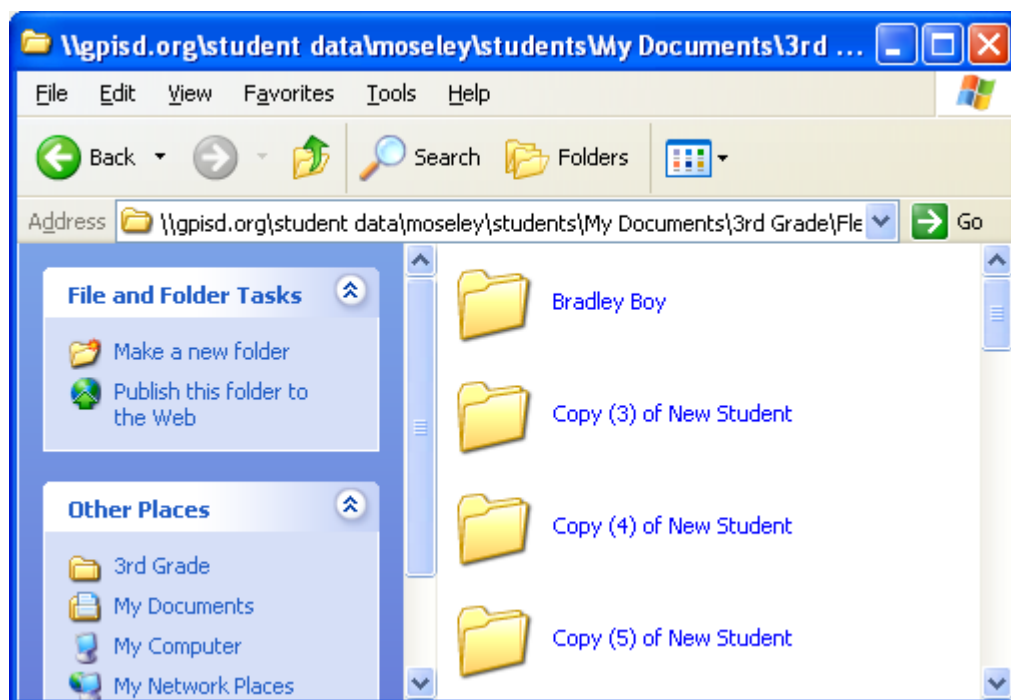 \\gpisd.org\student data\moseley\students\My Documents\3rd ...
File Edit View Favorites Tools Help
Back Search Folders
Address \\gpisd.org\student data\moseley\students\My Documents\3rd Grade\Fle Go
File and Folder Tasks
Make a new folder
Publish this folder to
the Web
Other Places
3rd Grade
My Documents
My Computer
My Network Places
Bradley Boy
Copy (3) of New Student
Copy (4) of New Student
Copy (5) of New Student